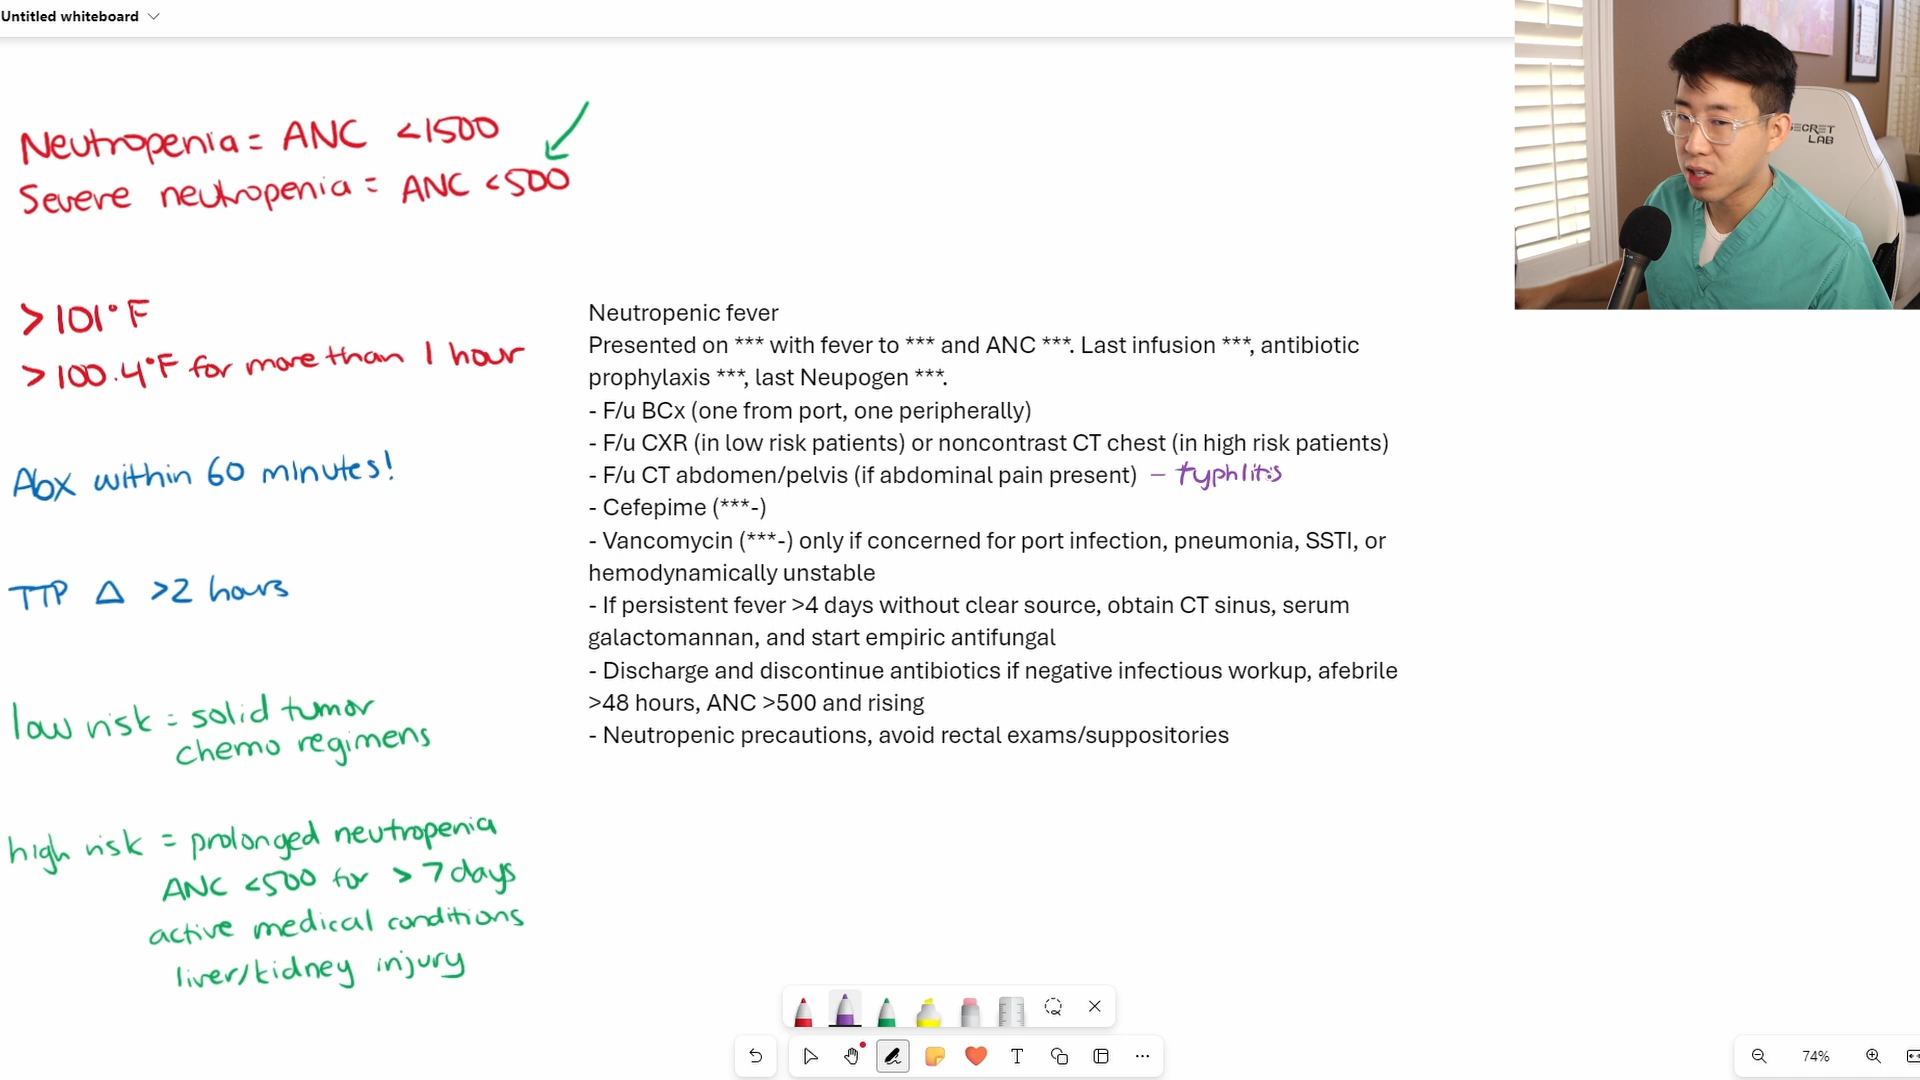 Untitled whiteboard
Neutropenia = ANC <1500
Severe neutropenia = ANC <500
>101°F
>100.4°F for more than 1 hour
Abx within 60 minutes!
TTP Δ >2 hours
low risk = solid tumor
chemo regimens
high risk = prolonged neutropenia
ANC <500 for > 7 days
active medical conditions
liver/kidney injury
Neutropenic fever
Presented on *** with fever to *** and ANC ***. Last infusion ***, antibiotic
prophylaxis ***, last Neupogen ***.
- F/u BCx (one from port, one peripherally)
- F/u CXR (in low risk patients) or noncontrast CT chest (in high risk patients)
- F/u CT abdomen/pelvis (if abdominal pain present) - typhlitis
- Cefepime (***-)
- Vancomycin (***-) only if concerned for port infection, pneumonia, SSTI, or
hemodynamically unstable
- If persistent fever >4 days without clear source, obtain CT sinus, serum
galactomannan, and start empiric antifungal
- Discharge and discontinue antibiotics if negative infectious workup, afebrile
>48 hours, ANC >500 and rising
- Neutropenic precautions, avoid rectal exams/suppositories
SECRET
LAB
74%